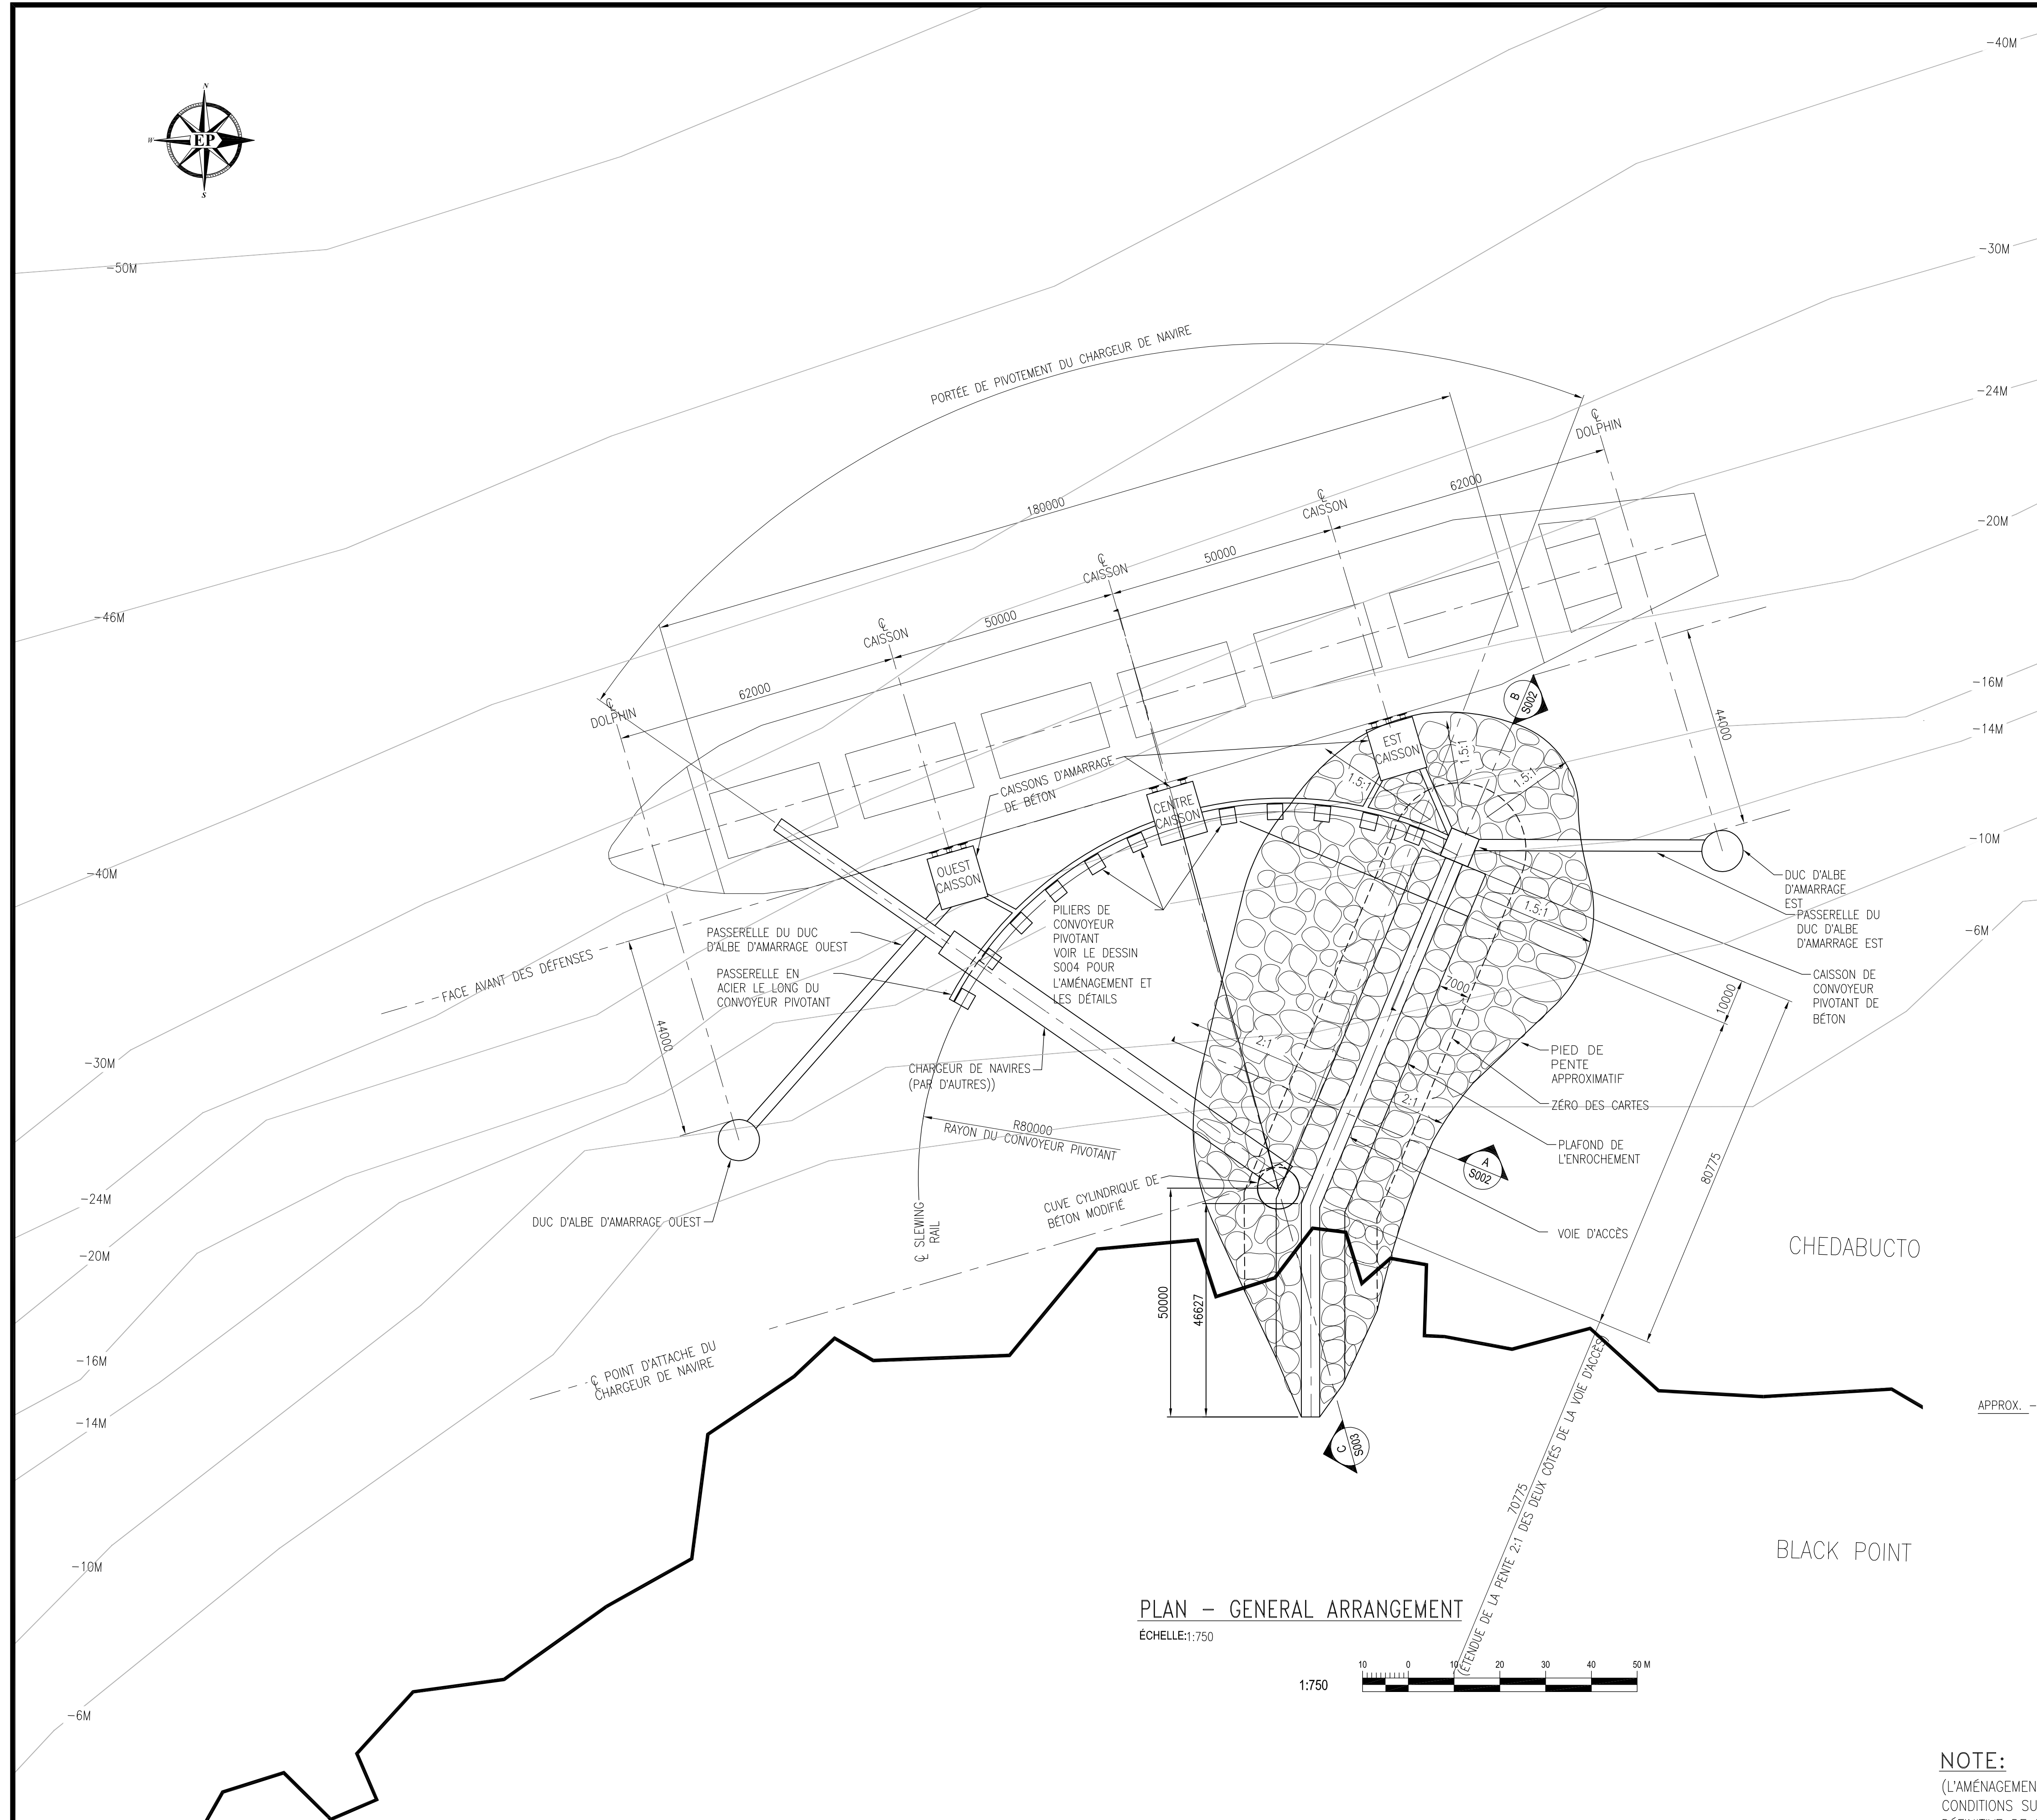 N
W
EP
S
-40M
-30M
-24M
-20M
-16M
-14M
-10M
-6M
-50M
-46M
-40M
-30M
-24M
-20M
-16M
-14M
-10M
-6M
PORTÉE DE PIVOTEMENT DU CHARGEUR DE NAVIRE
180000
62000
50000
50000
62000
℄
DOLPHIN
℄
CAISSON
℄
CAISSON
℄
CAISSON
℄
DOLPHIN
44000
44000
B
S002
EST
CAISSON
CENTRE
CAISSON
OUEST
CAISSON
CAISSONS D'AMARRAGE
DE BÉTON
1.5:1
1.5:1
1.5:1
1.5:1
2:1
2:1
7000
FACE AVANT DES DÉFENSES
PASSERELLE DU DUC
D'ALBE D'AMARRAGE OUEST
PASSERELLE EN
ACIER LE LONG DU
CONVOYEUR PIVOTANT
PILIERS DE
CONVOYEUR
PIVOTANT
VOIR LE DESSIN
S004 POUR
L'AMÉNAGEMENT ET
LES DÉTAILS
CHARGEUR DE NAVIRES
(PAR D'AUTRES))
R80000
RAYON DU CONVOYEUR PIVOTANT
CUVE CYLINDRIQUE DE
BÉTON MODIFIÉ
DUC D'ALBE D'AMARRAGE OUEST
℄ SLEWING
RAIL
℄ POINT D'ATTACHE DU
CHARGEUR DE NAVIRE
50000
46627
DUC D'ALBE
D'AMARRAGE
EST
PASSERELLE DU
DUC D'ALBE
D'AMARRAGE EST
CAISSON DE
CONVOYEUR
PIVOTANT DE
BÉTON
10000
80775
PIED DE
PENTE
APPROXIMATIF
ZÉRO DES CARTES
PLAFOND DE
L'ENROCHEMENT
A
S002
VOIE D'ACCÈS
C
S003
70775
(ÉTENDUE DE LA PENTE 2:1 DES DEUX CÔTÉS DE LA VOIE D'ACCÈS)
CHEDABUCTO
APPROX. -
BLACK POINT
PLAN - GENERAL ARRANGEMENT
ÉCHELLE:1:750
1:750
10 0 10 20 30 40 50 M
NOTE:
(L'AMÉNAGEMEN
CONDITIONS SU